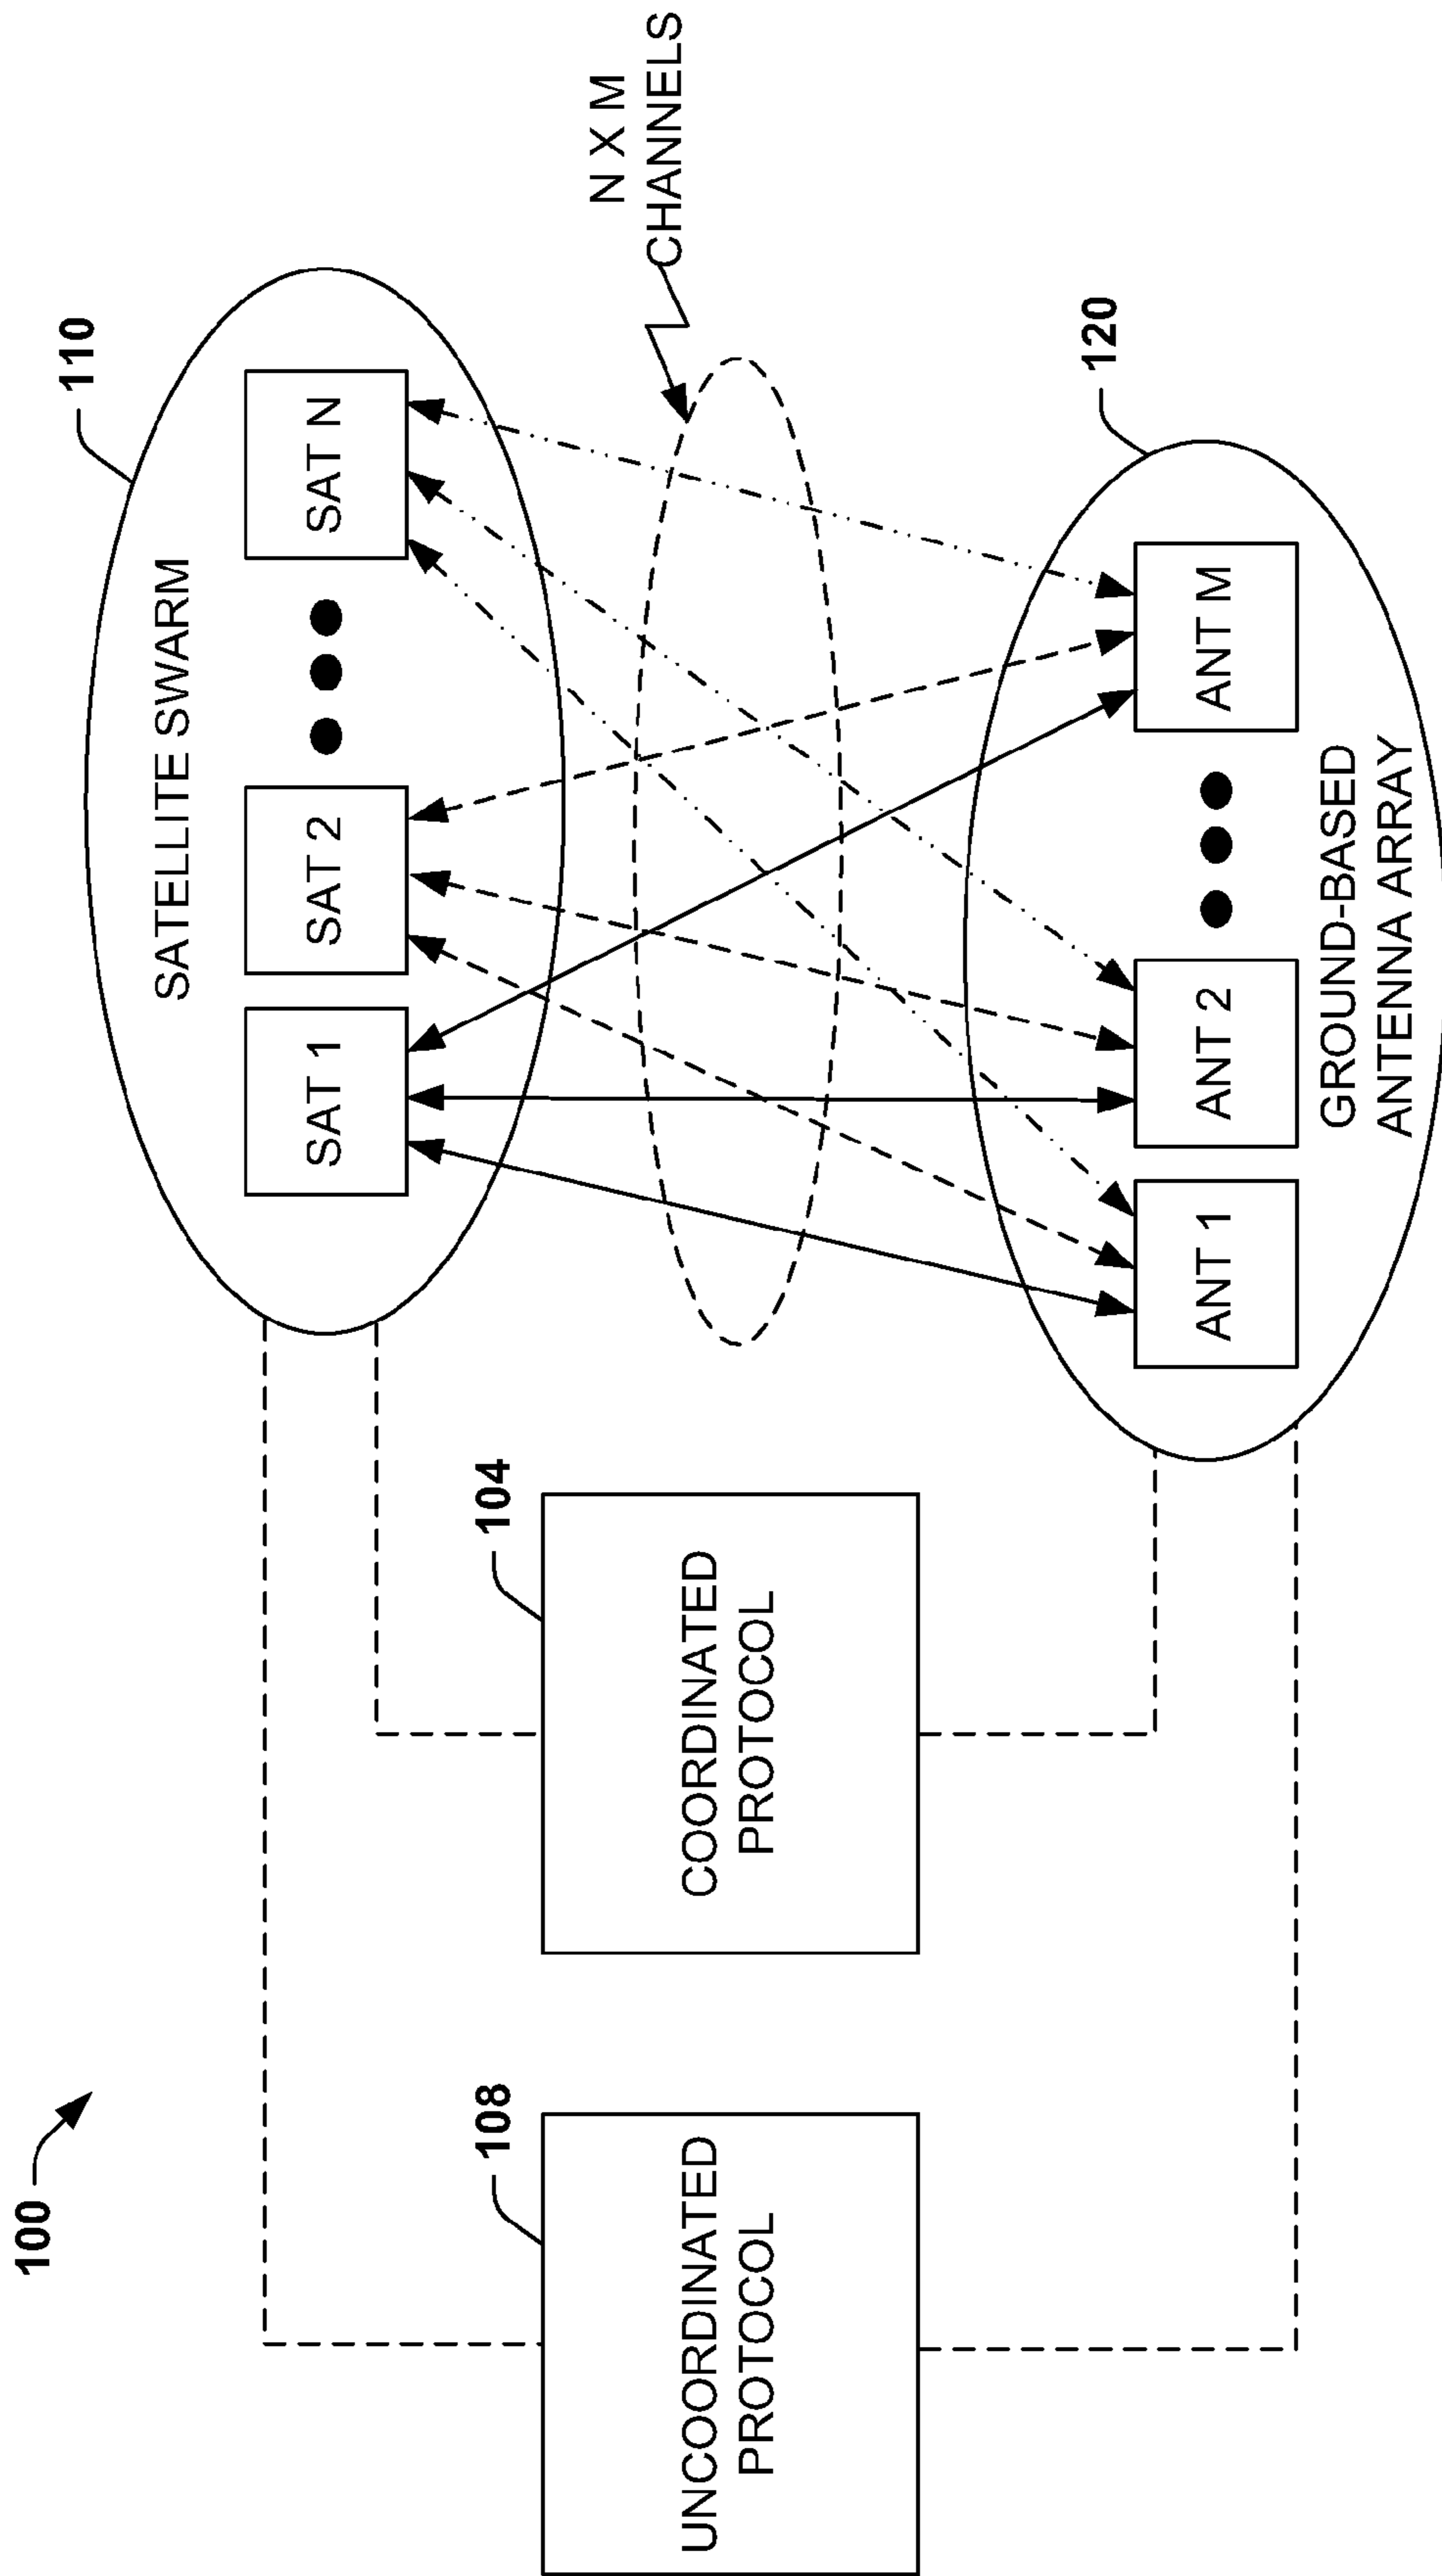 100
110
SATELLITE SWARM
SAT 1
SAT 2
SAT N
N X M
CHANNELS
108
UNCOORDINATED
PROTOCOL
104
COORDINATED
PROTOCOL
120
ANT 1
ANT 2
ANT M
GROUND-BASED
ANTENNA ARRAY